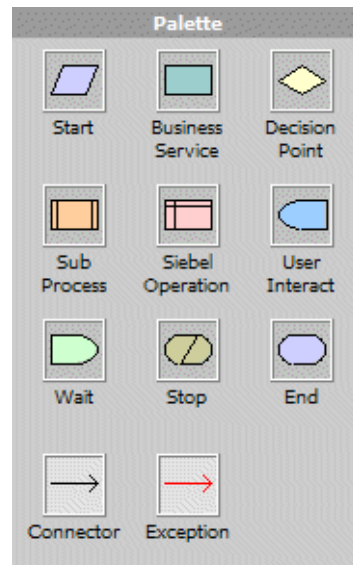 Palette
Start
Business
Service
Decision
Point
Sub
Process
Siebel
Operation
User
Interact
Wait
Stop
End
Connector
Exception